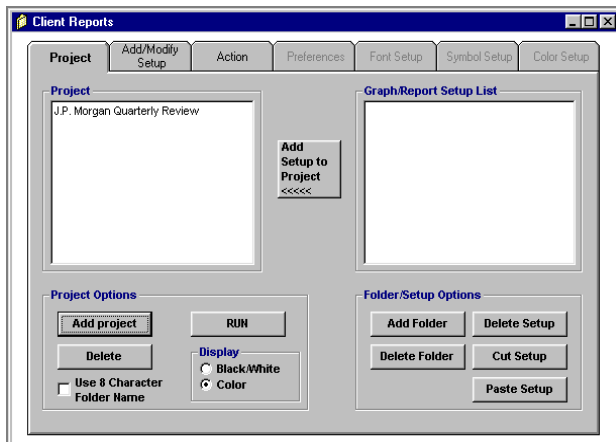 Client Reports
Project
Add/Modify
Setup
Action
Preferences
Font Setup
Symbol Setup
Color Setup
Project
J.P. Morgan Quarterly Review
Add
Setup to
Project
<<<<<
Graph/Report Setup List
Project Options
Add project
RUN
Delete
Use 8 Character
Folder Name
Display
Black/White
Color
Folder/Setup Options
Add Folder
Delete Setup
Delete Folder
Cut Setup
Paste Setup